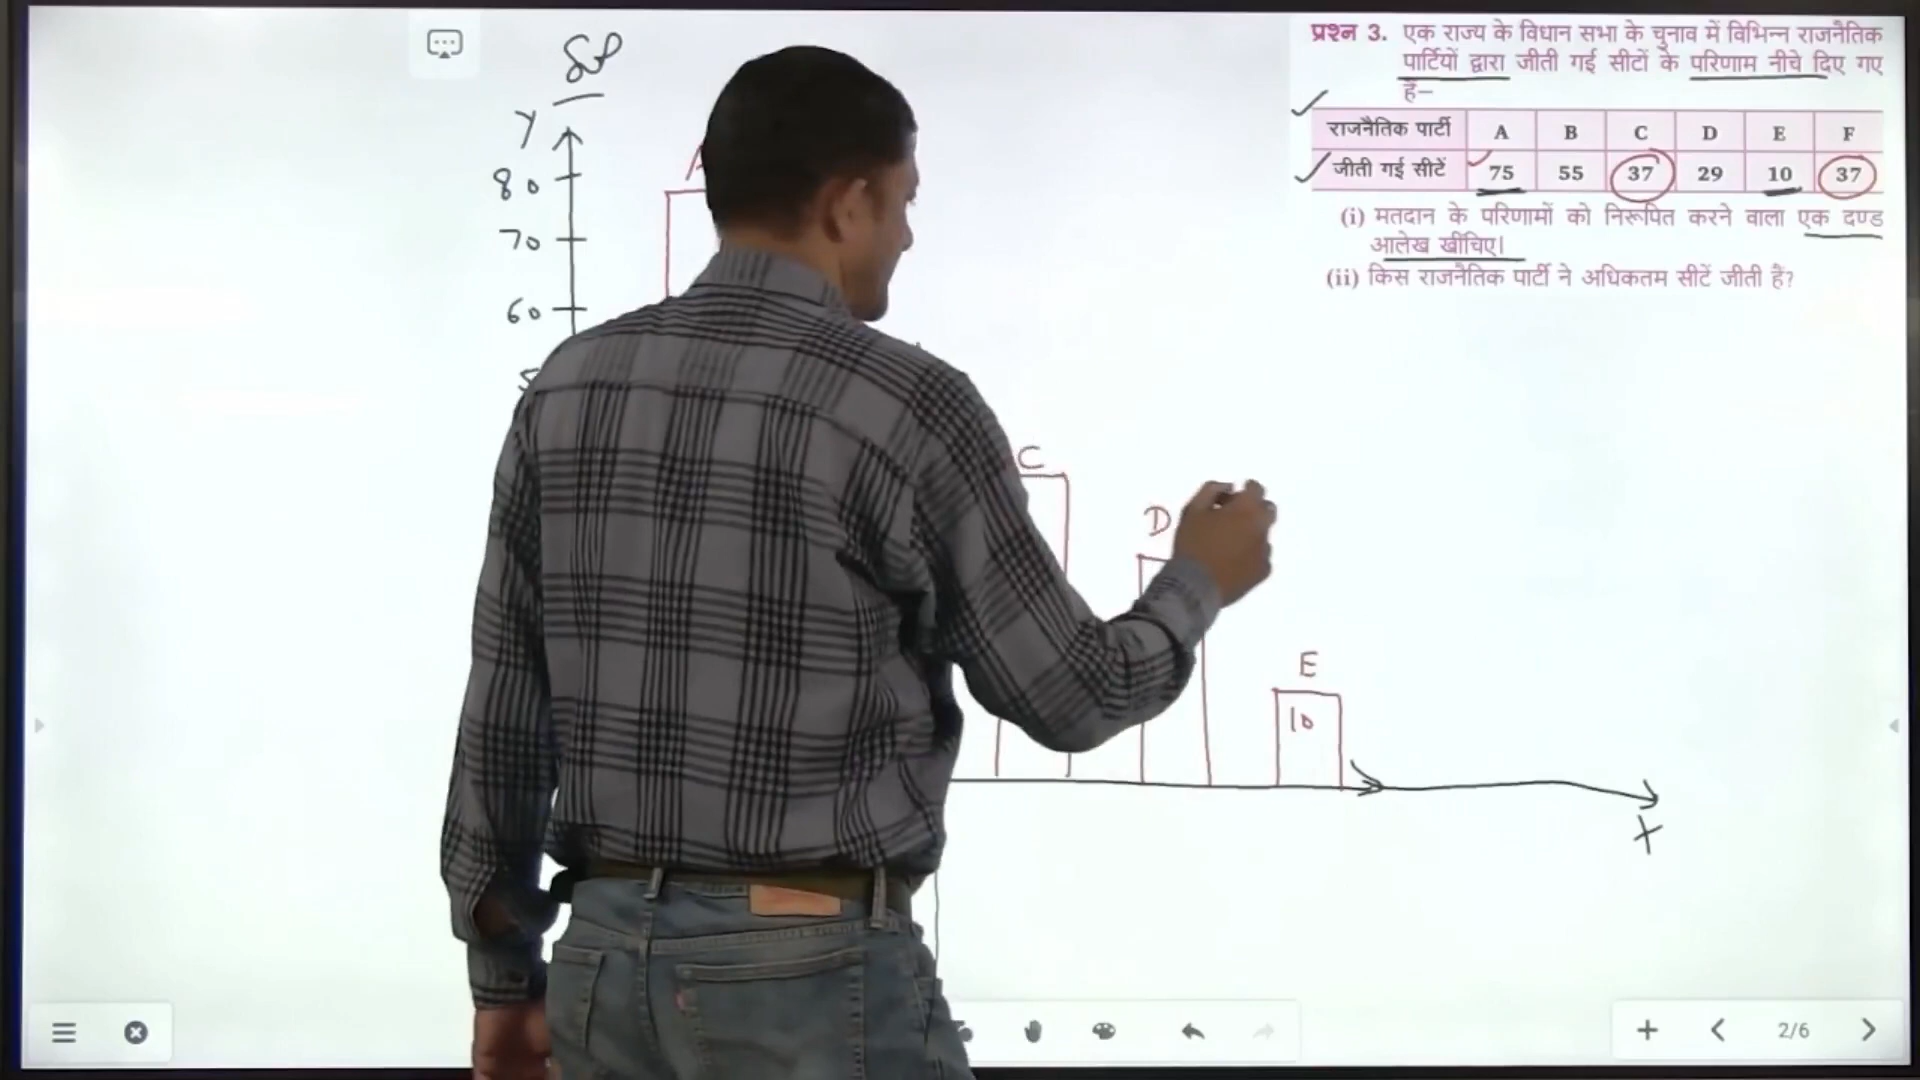 प्रश्न 3. एक राज्य के विधान सभा के चुनाव में विभिन्न राजनैतिक
पार्टियों द्वारा जीती गई सीटों के परिणाम नीचे दिए गए
हैं—
राजनैतिक पार्टी A B C D E F
जीती गई सीटें 75 55 37 29 10 37
(i) मतदान के परिणामों को निरूपित करने वाला एक दण्ड
आलेख खींचिए।
(ii) किस राजनैतिक पार्टी ने अधिकतम सीटें जीती हैं?
Y
80
70
60
A
C
D
E
10
X
2/6